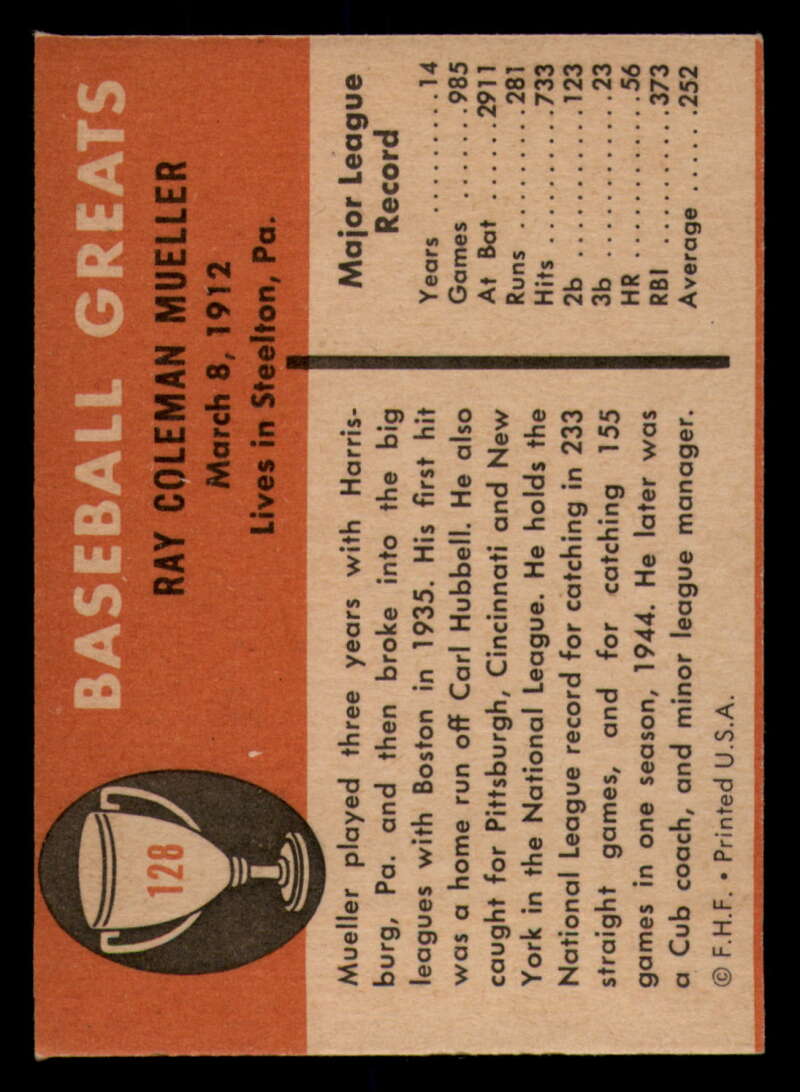 128
BASEBALL GREATS
RAY COLEMAN MUELLER
March 8, 1912
Lives in Steelton, Pa.
Mueller played three years with Harris-
burg, Pa. and then broke into the big
leagues with Boston in 1935. His first hit
was a home run off Carl Hubbell. He also
caught for Pittsburgh, Cincinnati and New
York in the National League. He holds the
National League record for catching in 233
straight games, and for catching 155
games in one season, 1944. He later was
a Cub coach, and minor league manager.
© F.H.F. • Printed U.S.A.
Major League
Record
Years .........14
Games .......985
At Bat ......2911
Runs .........281
Hits ..........733
2b ...........123
3b ............23
HR ............56
RBI ..........373
Average .....252